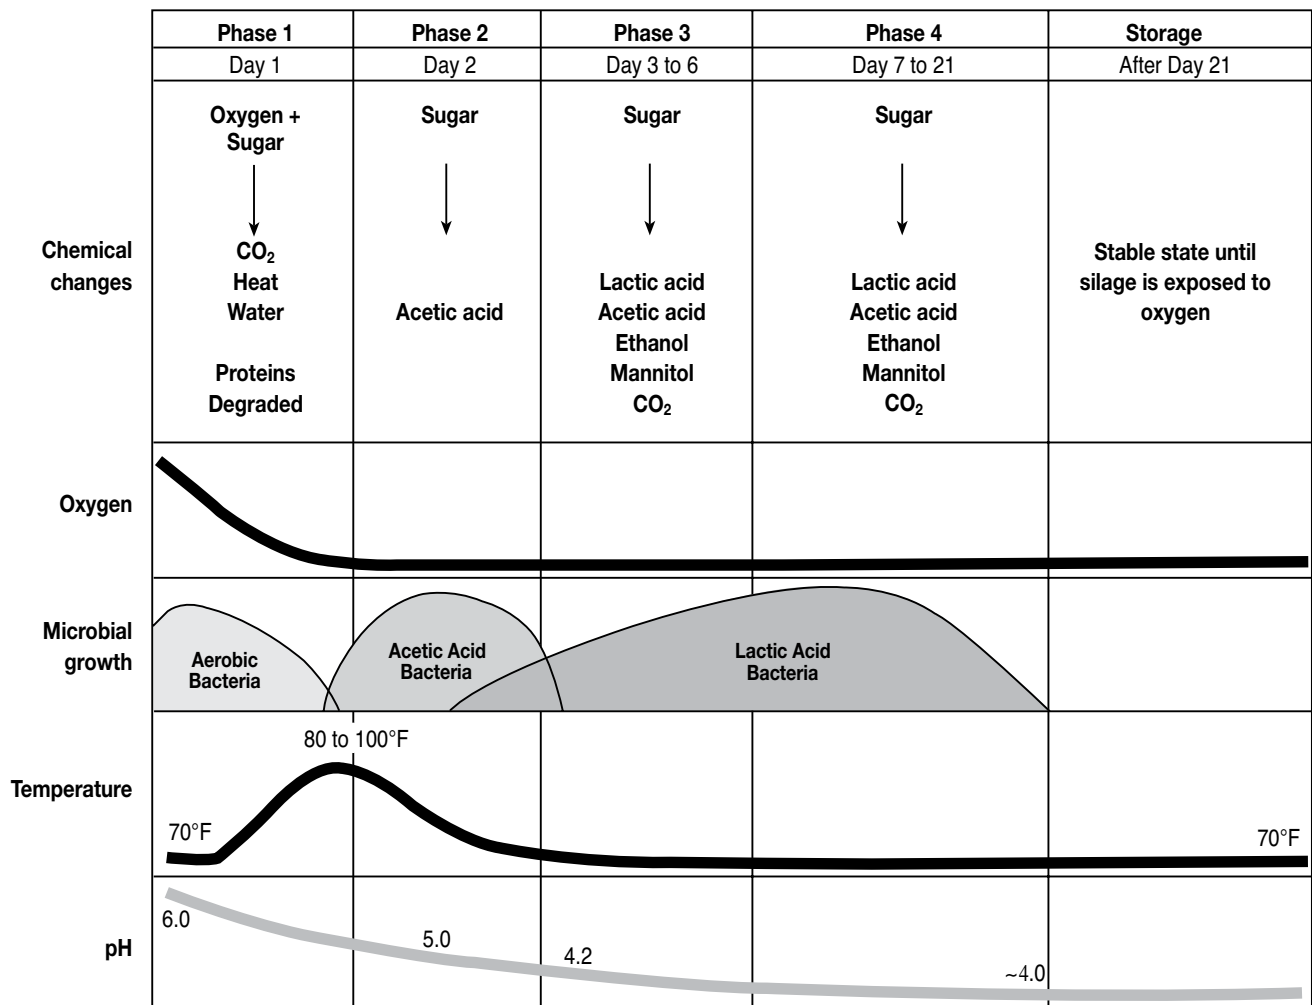 Phase 1
Phase 2
Phase 3
Phase 4
Storage
Day 1
Day 2
Day 3 to 6
Day 7 to 21
After Day 21
Chemical
changes
Oxygen +
Sugar
CO₂
Heat
Water
Proteins
Degraded
Sugar
Acetic acid
Sugar
Lactic acid
Acetic acid
Ethanol
Mannitol
CO₂
Sugar
Lactic acid
Acetic acid
Ethanol
Mannitol
CO₂
Stable state until
silage is exposed to
oxygen
Oxygen
Microbial
growth
Aerobic
Bacteria
Acetic Acid
Bacteria
Lactic Acid
Bacteria
Temperature
70°F
80 to 100°F
70°F
pH
6.0
5.0
4.2
~4.0